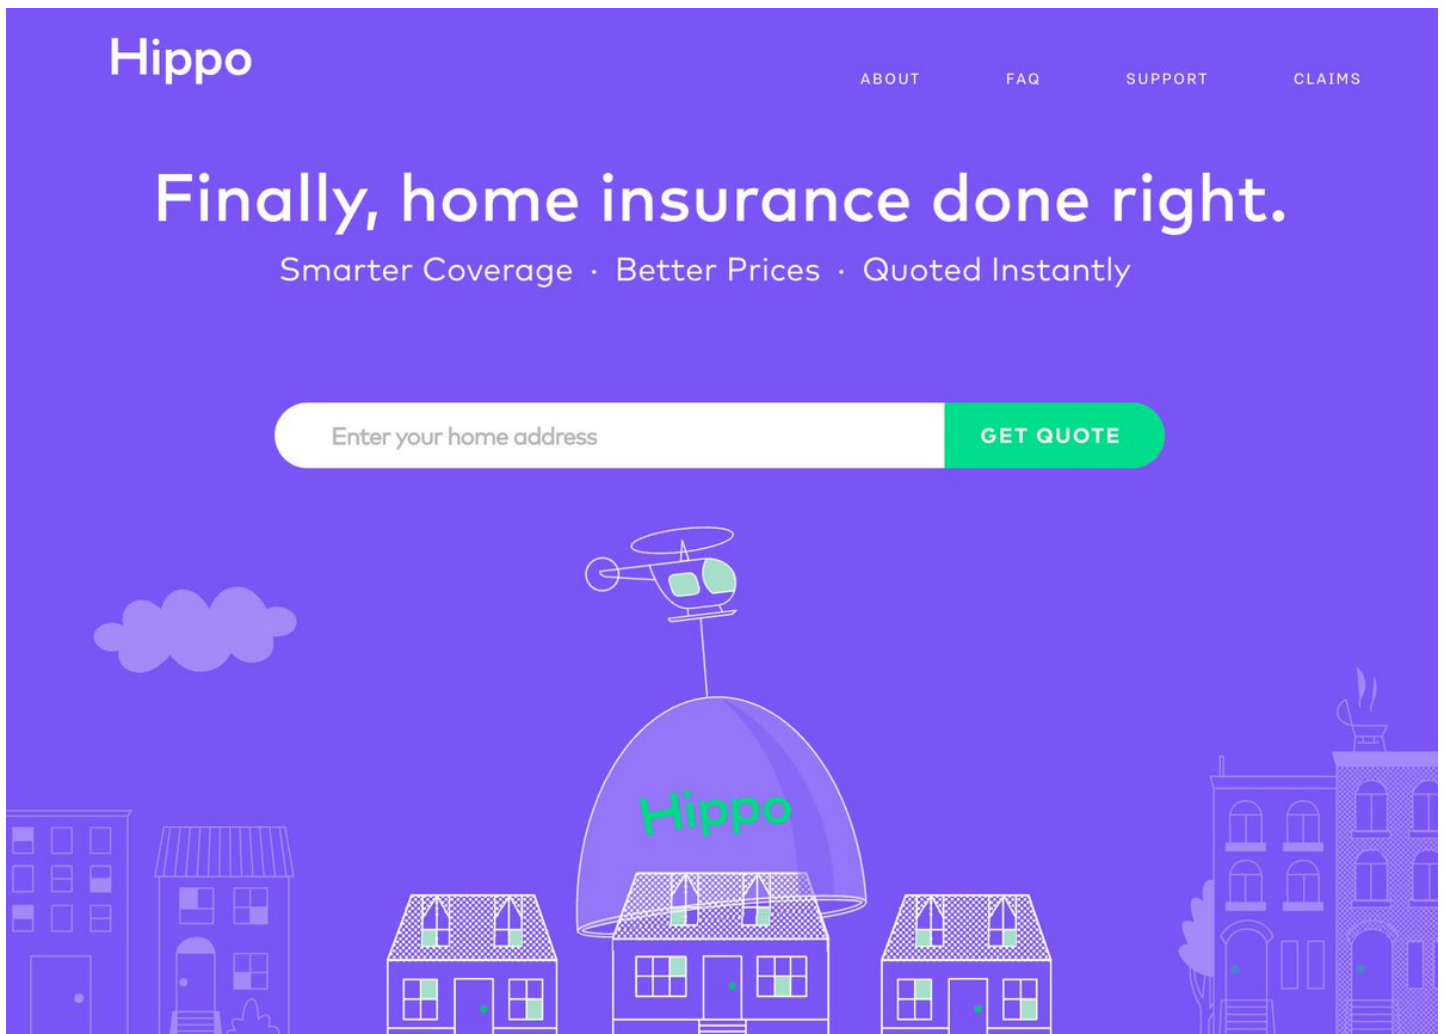 Hippo
ABOUT FAQ SUPPORT CLAIMS
Finally, home insurance done right.
Smarter Coverage · Better Prices · Quoted Instantly
Enter your home address GET QUOTE
Hippo